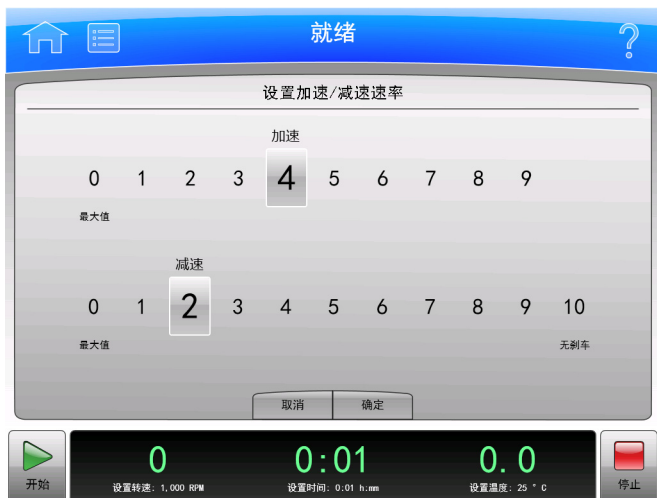 就绪
?
设置加速/减速速率
加速
0 1 2 3 4 5 6 7 8 9
最大值
减速
0 1 2 3 4 5 6 7 8 9 10
最大值 无刹车
取消 确定
0 0:01 0.0
开始 设置转速: 1,000 RPM 设置时间: 0:01 h:mm 设置温度: 25 ° C 停止